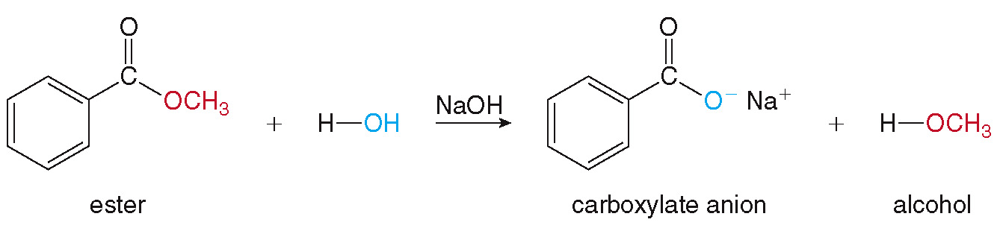 O
C
OCH₃
+
H—OH
NaOH
O
C
O⁻ Na⁺
+
H—OCH₃
ester
carboxylate anion
alcohol